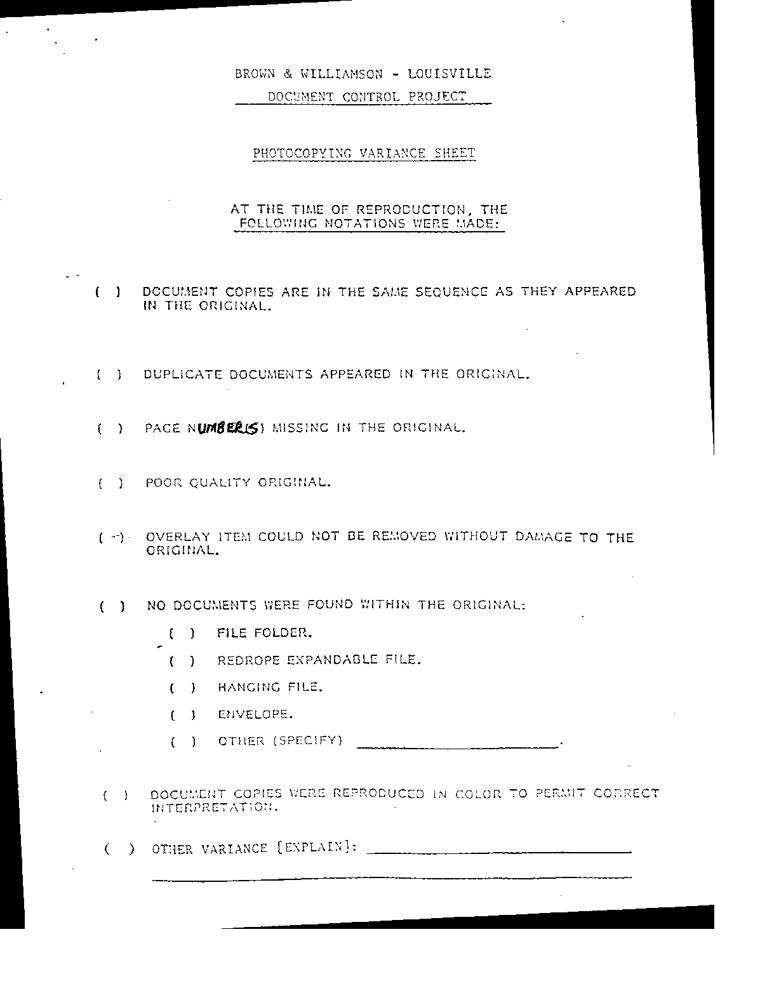 BROWN & WILLIAMSON - LOUISVILLE
DOCUMENT CONTROL PROJECT
PHOTOCOPYING VARIANCE SHEET
AT THE TIME OF REPRODUCTION, THE
FOLLOWING NOTATIONS WERE MADE:
( ) DOCUMENT COPIES ARE IN THE SAME SEQUENCE AS THEY APPEARED
IN THE ORIGINAL.
( ) DUPLICATE DOCUMENTS APPEARED IN THE ORIGINAL.
( ) PAGE NUMBER(S) MISSING IN THE ORIGINAL.
( ) POOR QUALITY ORIGINAL.
( -) OVERLAY ITEM COULD NOT BE REMOVED WITHOUT DAMAGE TO THE
ORIGINAL.
( ) NO DOCUMENTS WERE FOUND WITHIN THE ORIGINAL:
( ) FILE FOLDER.
( ) REDROPE EXPANDABLE FILE.
( ) HANGING FILE.
( ) ENVELOPE.
( ) OTHER (SPECIFY) ____________________.
( ) DOCUMENT COPIES WERE REPRODUCED IN COLOR TO PERMIT CORRECT
INTERPRETATION.
( ) OTHER VARIANCE [EXPLAIN]: ____________________